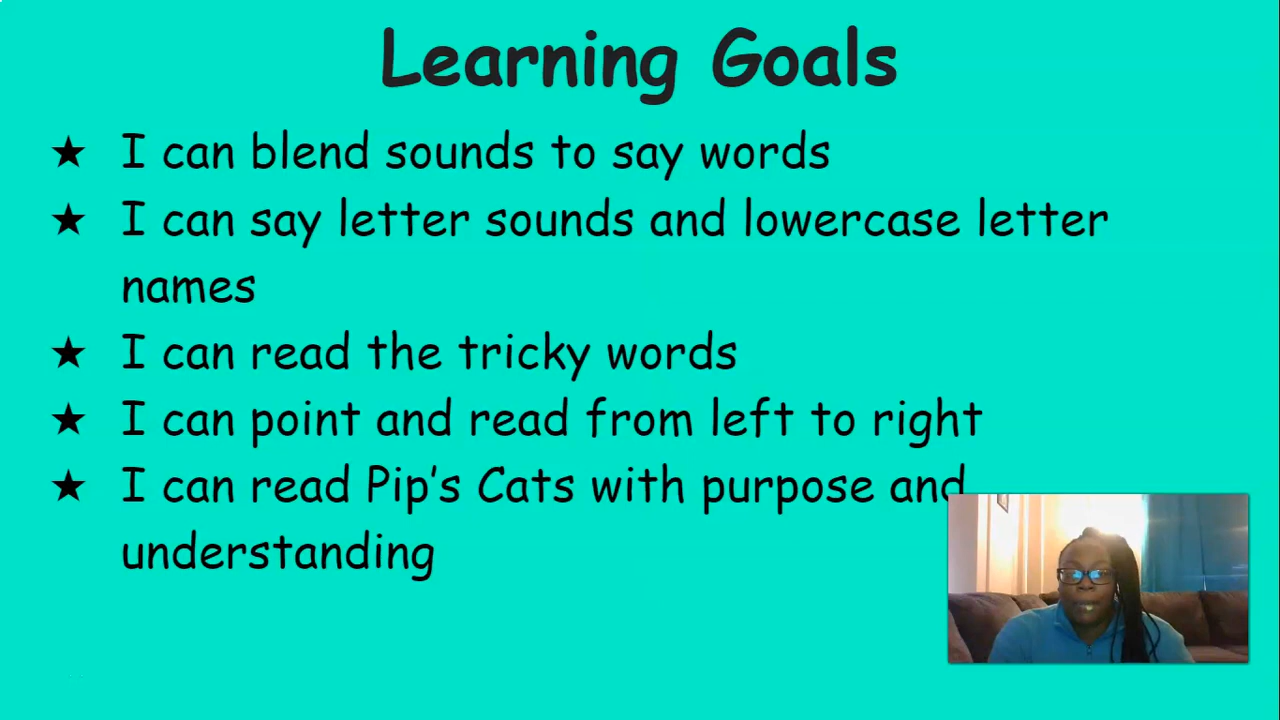 Learning Goals
★ I can blend sounds to say words
★ I can say letter sounds and lowercase letter
names
★ I can read the tricky words
★ I can point and read from left to right
★ I can read Pip's Cats with purpose and
understanding